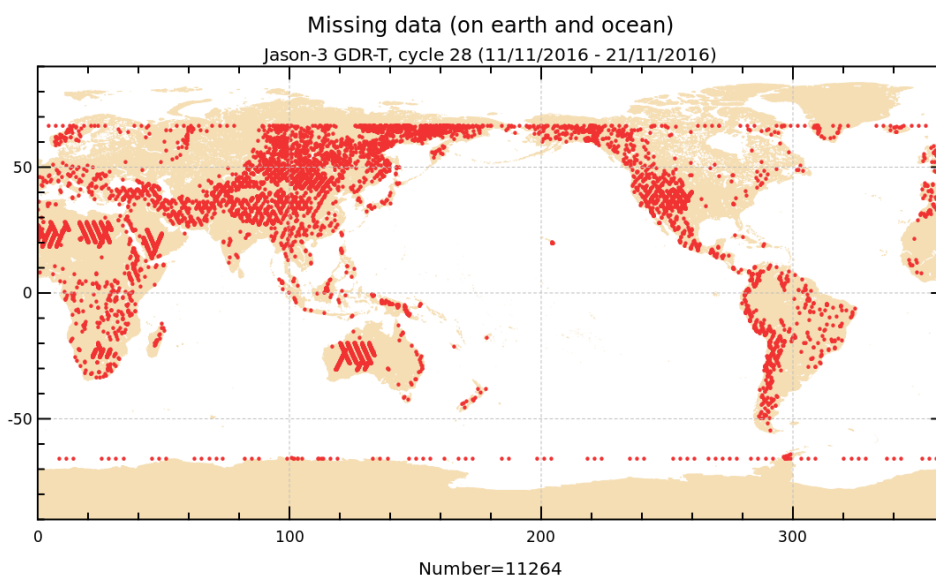 Missing data (on earth and ocean)
Jason-3 GDR-T, cycle 28 (11/11/2016 - 21/11/2016)
50
0
-50
0 100 200 300
Number=11264